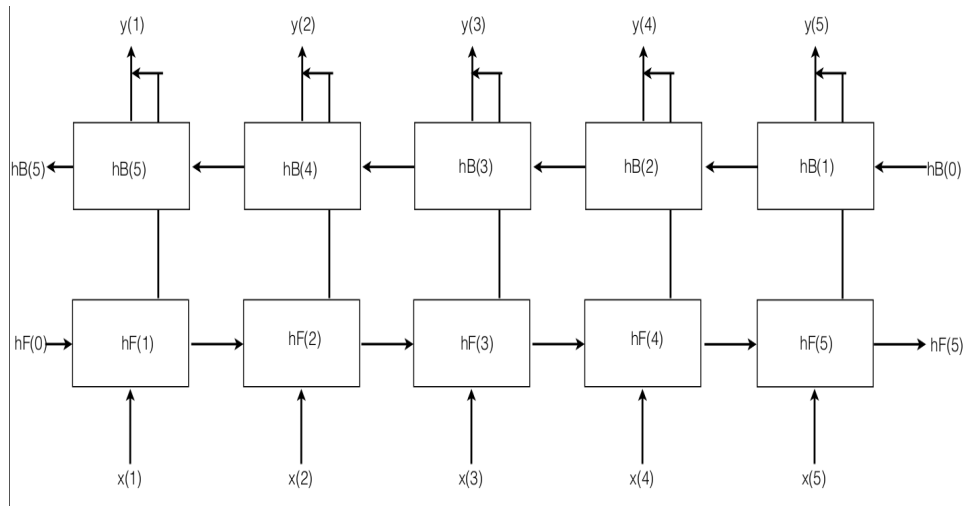 y(1) y(2) y(3) y(4) y(5)
hB(5) hB(5) hB(4) hB(3) hB(2) hB(1) hB(0)
hF(0) hF(1) hF(2) hF(3) hF(4) hF(5) hF(5)
x(1) x(2) x(3) x(4) x(5)